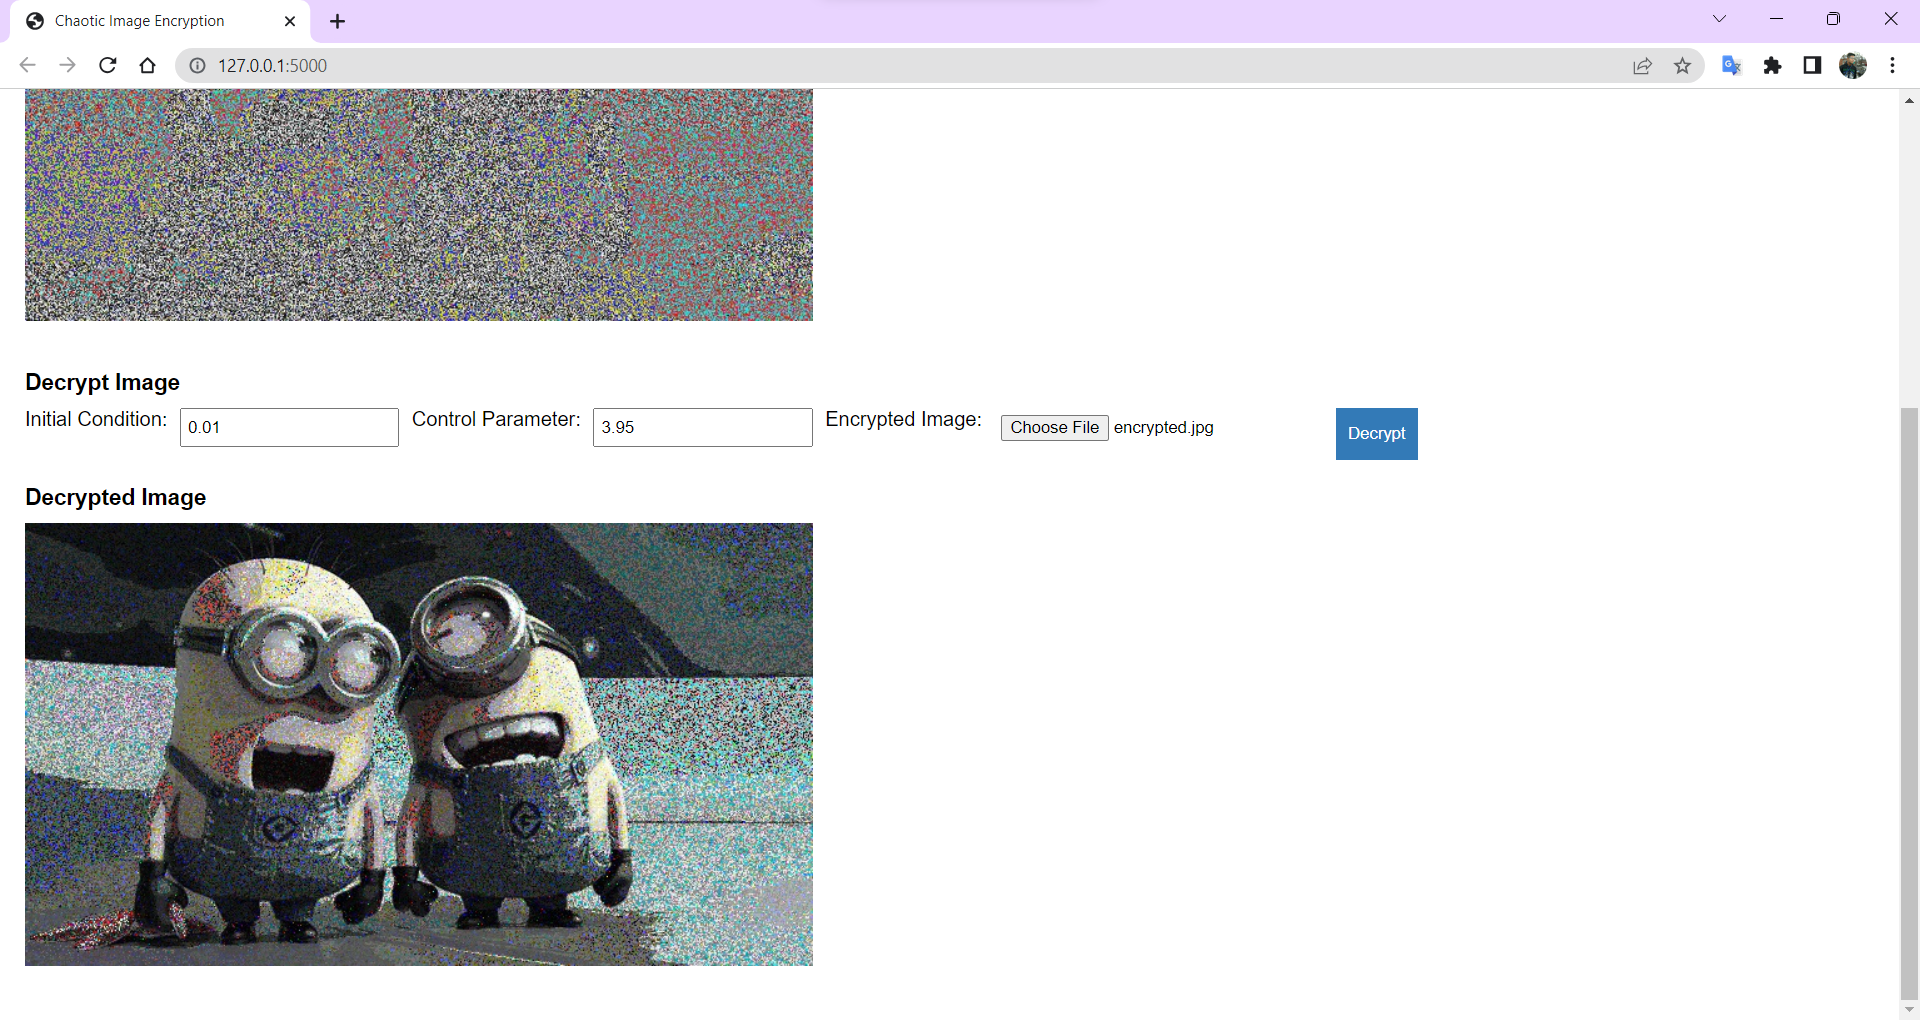 Chaotic Image Encryption
127.0.0.1:5000
Decrypt Image
Initial Condition: 0.01 Control Parameter: 3.95 Encrypted Image: Choose File encrypted.jpg Decrypt
Decrypted Image